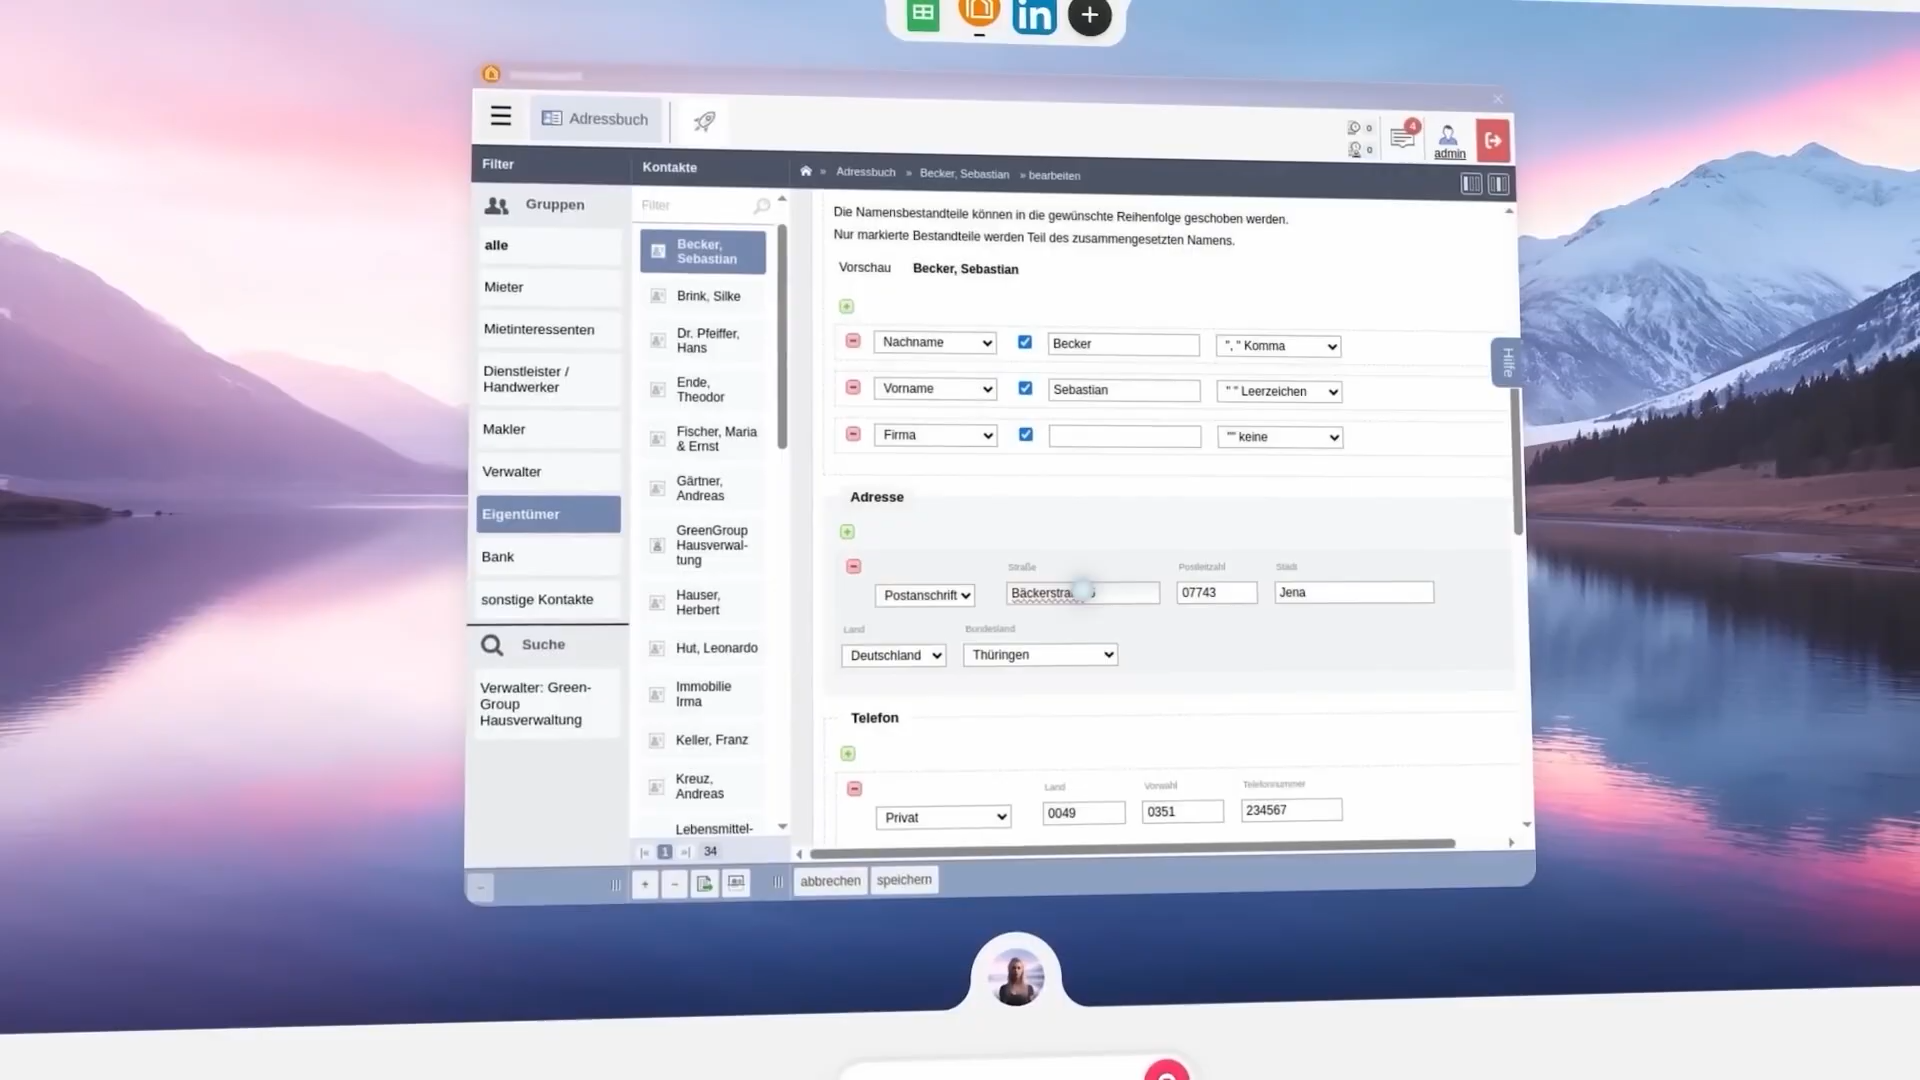 in
Adressbuch
0
0
4
admin
Filter
Kontakte
» Adressbuch » Becker, Sebastian » bearbeiten
Gruppen
alle
Mieter
Mietinteressenten
Dienstleister /
Handwerker
Makler
Verwalter
Eigentümer
Bank
sonstige Kontakte
Suche
Verwalter: Green-
Group
Hausverwaltung
Filter
Becker,
Sebastian
Brink, Silke
Dr. Pfeiffer,
Hans
Ende,
Theodor
Fischer, Maria
& Ernst
Gärtner,
Andreas
GreenGroup
Hausverwal-
tung
Hauser,
Herbert
Hut, Leonardo
Immobilie
Irma
Keller, Franz
Kreuz,
Andreas
Lebensmittel-
1 34
Die Namensbestandteile können in die gewünschte Reihenfolge geschoben werden.
Nur markierte Bestandteile werden Teil des zusammengesetzten Namens.
Vorschau Becker, Sebastian
Nachname Becker ", " Komma
Vorname Sebastian " " Leerzeichen
Firma "" keine
Hilfe
Adresse
Straße Postleitzahl Stadt
Postanschrift 07743 Jena
Land Bundesland
Deutschland Thüringen
Telefon
Land Vorwahl Telefonnummer
Privat 0049 0351 234567
abbrechen speichern